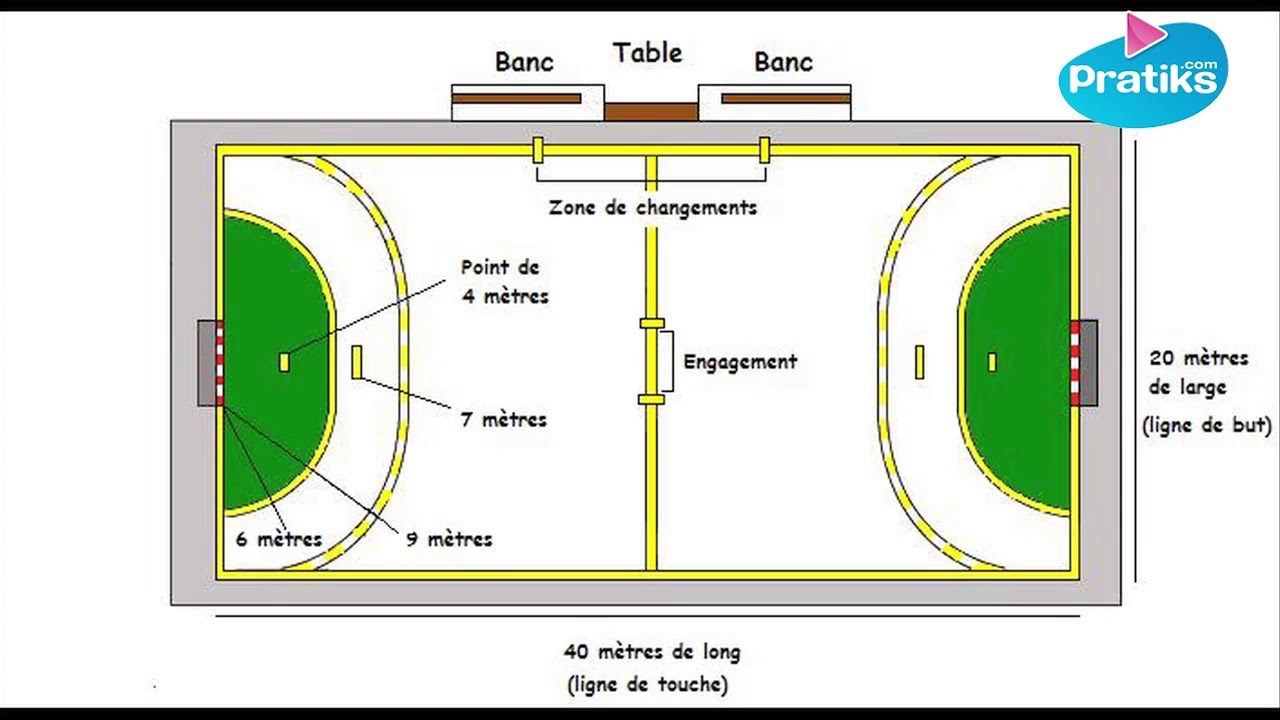 Banc
Table
Banc
Pratiks.com
Zone de changements
Point de
4 mètres
Engagement
7 mètres
20 mètres
de large
(ligne de but)
6 mètres
9 mètres
40 mètres de long
(ligne de touche)